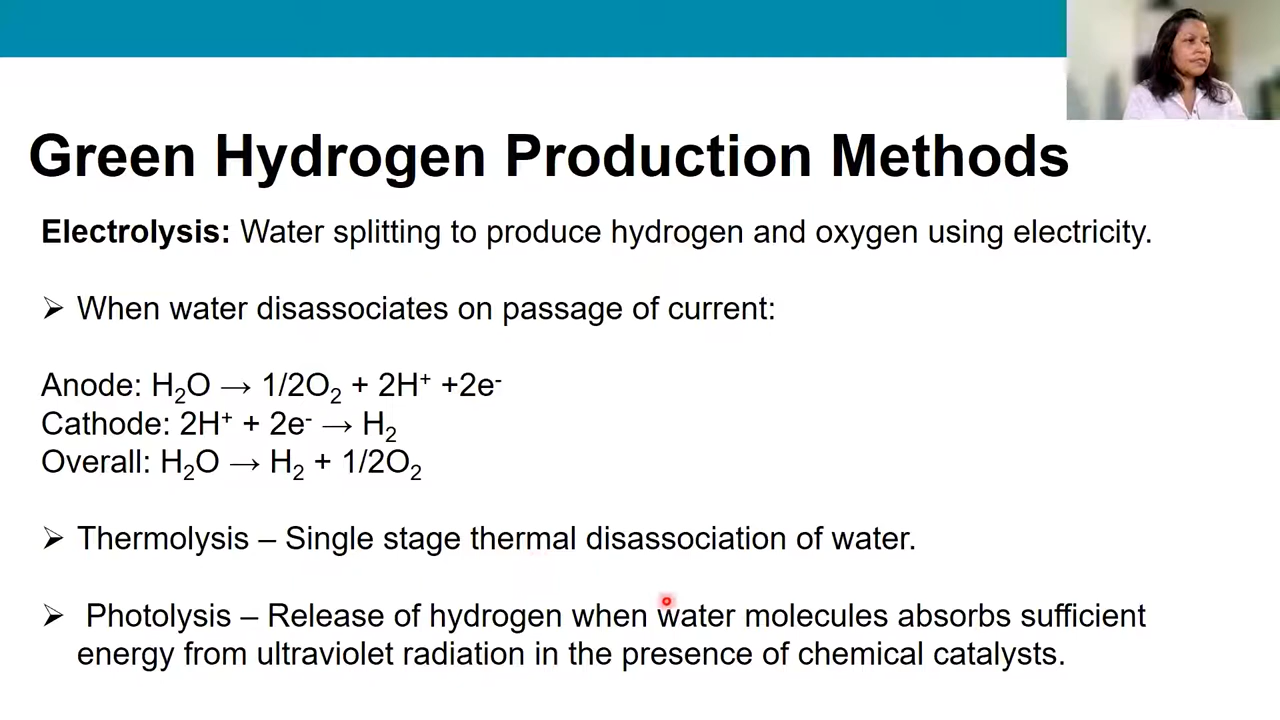 Green Hydrogen Production Methods
Electrolysis: Water splitting to produce hydrogen and oxygen using electricity.
➢ When water disassociates on passage of current:
Anode: H₂O → 1/2O₂ + 2H⁺ +2e⁻
Cathode: 2H⁺ + 2e⁻ → H₂
Overall: H₂O → H₂ + 1/2O₂
➢ Thermolysis – Single stage thermal disassociation of water.
➢ Photolysis – Release of hydrogen when water molecules absorbs sufficient
energy from ultraviolet radiation in the presence of chemical catalysts.